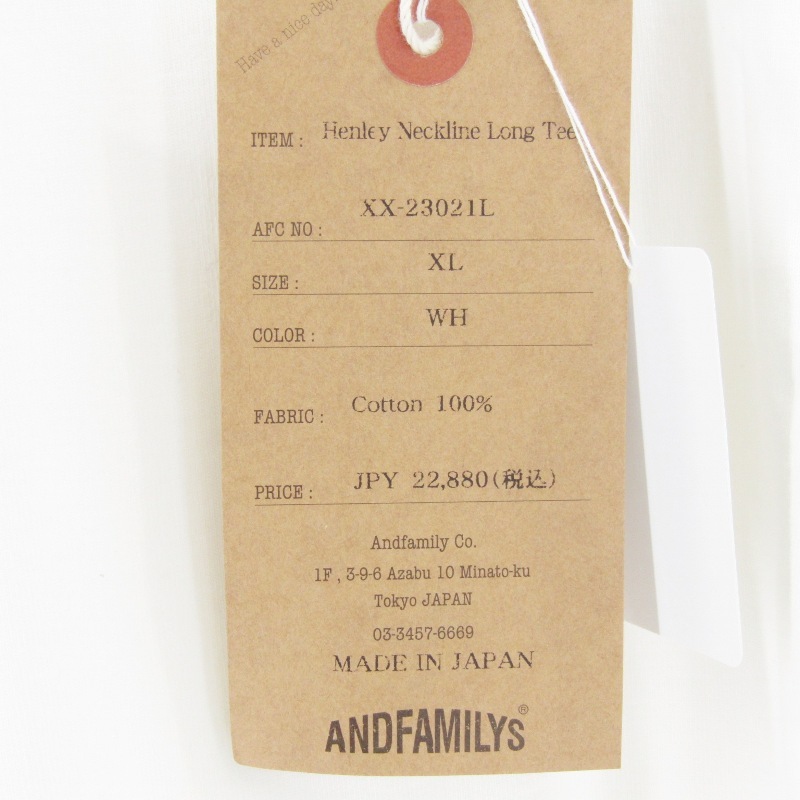 Have a nice day
ITEM : Henley Neckline Long Tee
AFC NO : XX-23021L
SIZE : XL
COLOR : WH
FABRIC : Cotton 100%
PRICE : JPY 22,880(税込)
Andfamily Co.
1F , 3-9-6 Azabu 10 Minato-ku
Tokyo JAPAN
03-3457-6669
MADE IN JAPAN
ANDFAMILYS®